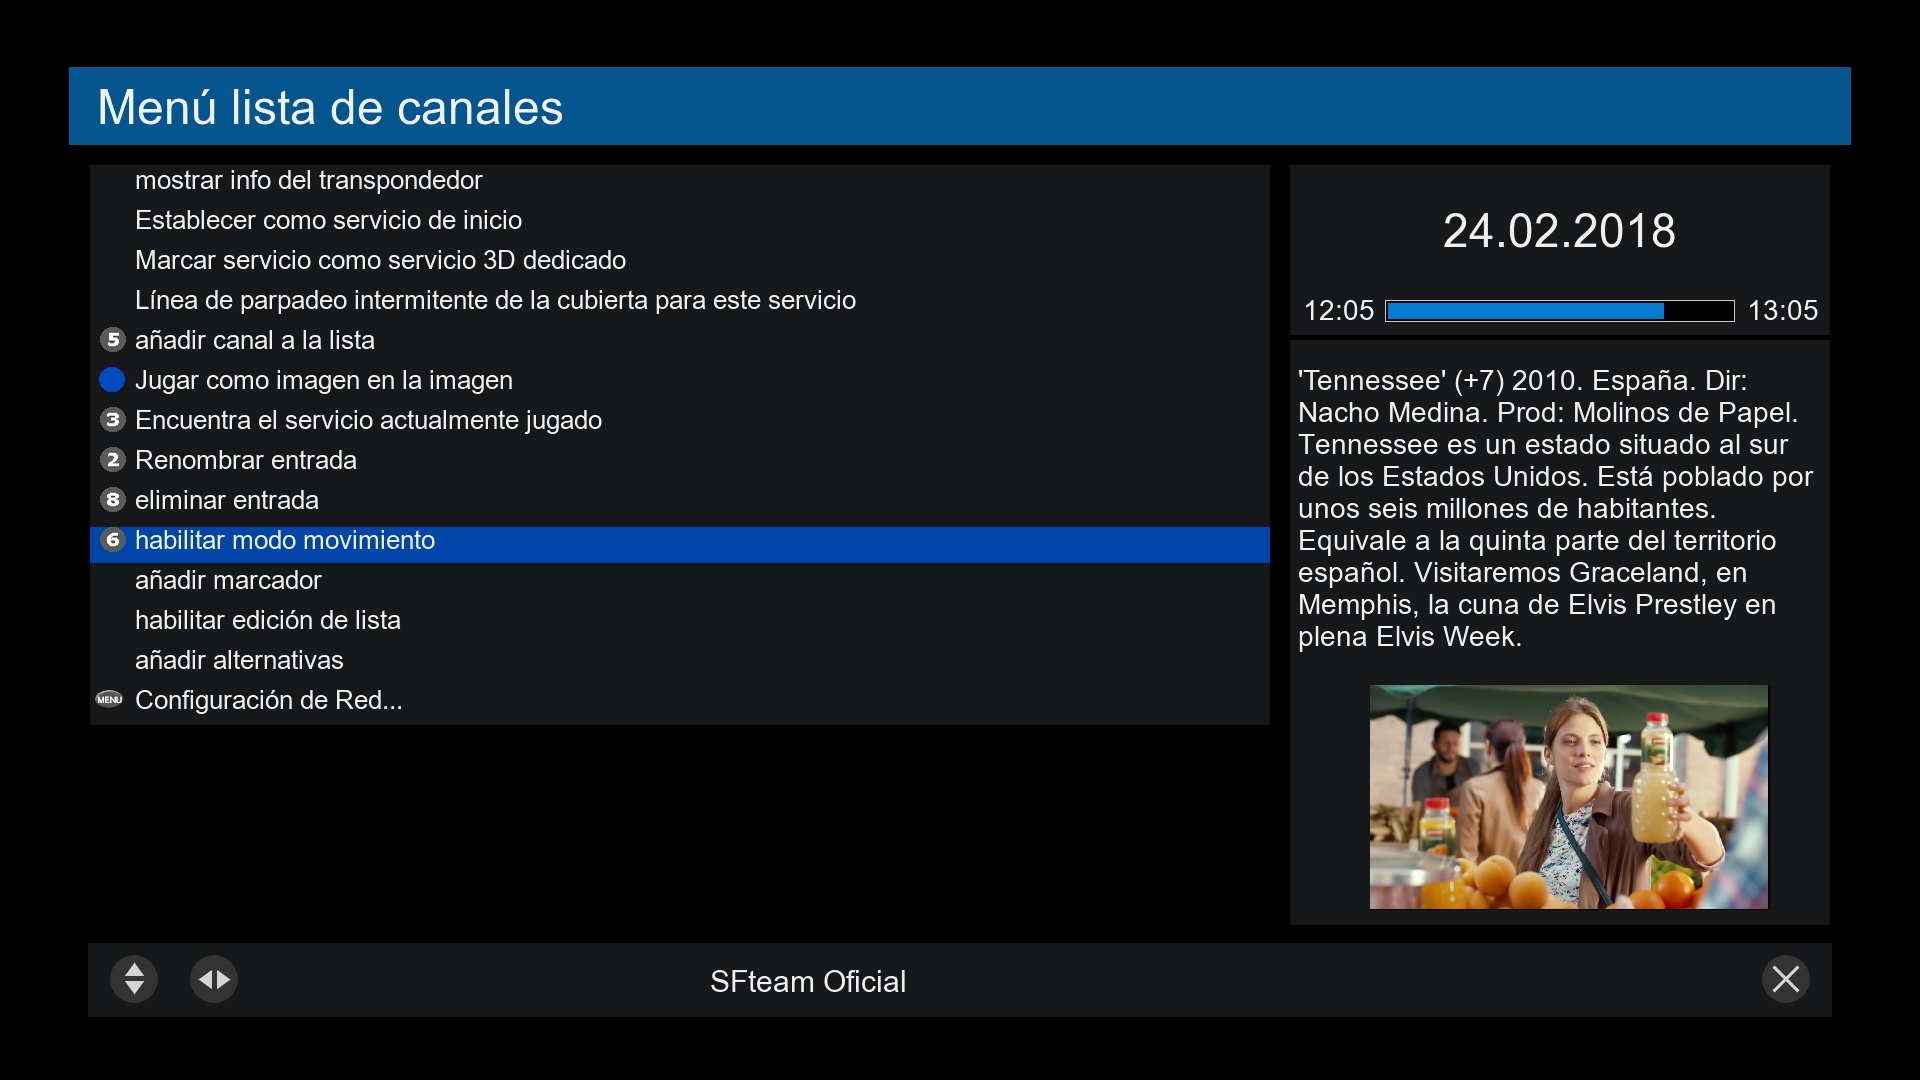 Menú lista de canales
mostrar info del transpondedor
Establecer como servicio de inicio
Marcar servicio como servicio 3D dedicado
Línea de parpadeo intermitente de la cubierta para este servicio
5 añadir canal a la lista
Jugar como imagen en la imagen
3 Encuentra el servicio actualmente jugado
2 Renombrar entrada
8 eliminar entrada
6 habilitar modo movimiento
añadir marcador
habilitar edición de lista
añadir alternativas
MENU Configuración de Red...
24.02.2018
12:05 13:05
'Tennessee' (+7) 2010. España. Dir:
Nacho Medina. Prod: Molinos de Papel.
Tennessee es un estado situado al sur
de los Estados Unidos. Está poblado por
unos seis millones de habitantes.
Equivale a la quinta parte del territorio
español. Visitaremos Graceland, en
Memphis, la cuna de Elvis Prestley en
plena Elvis Week.
SFteam Oficial